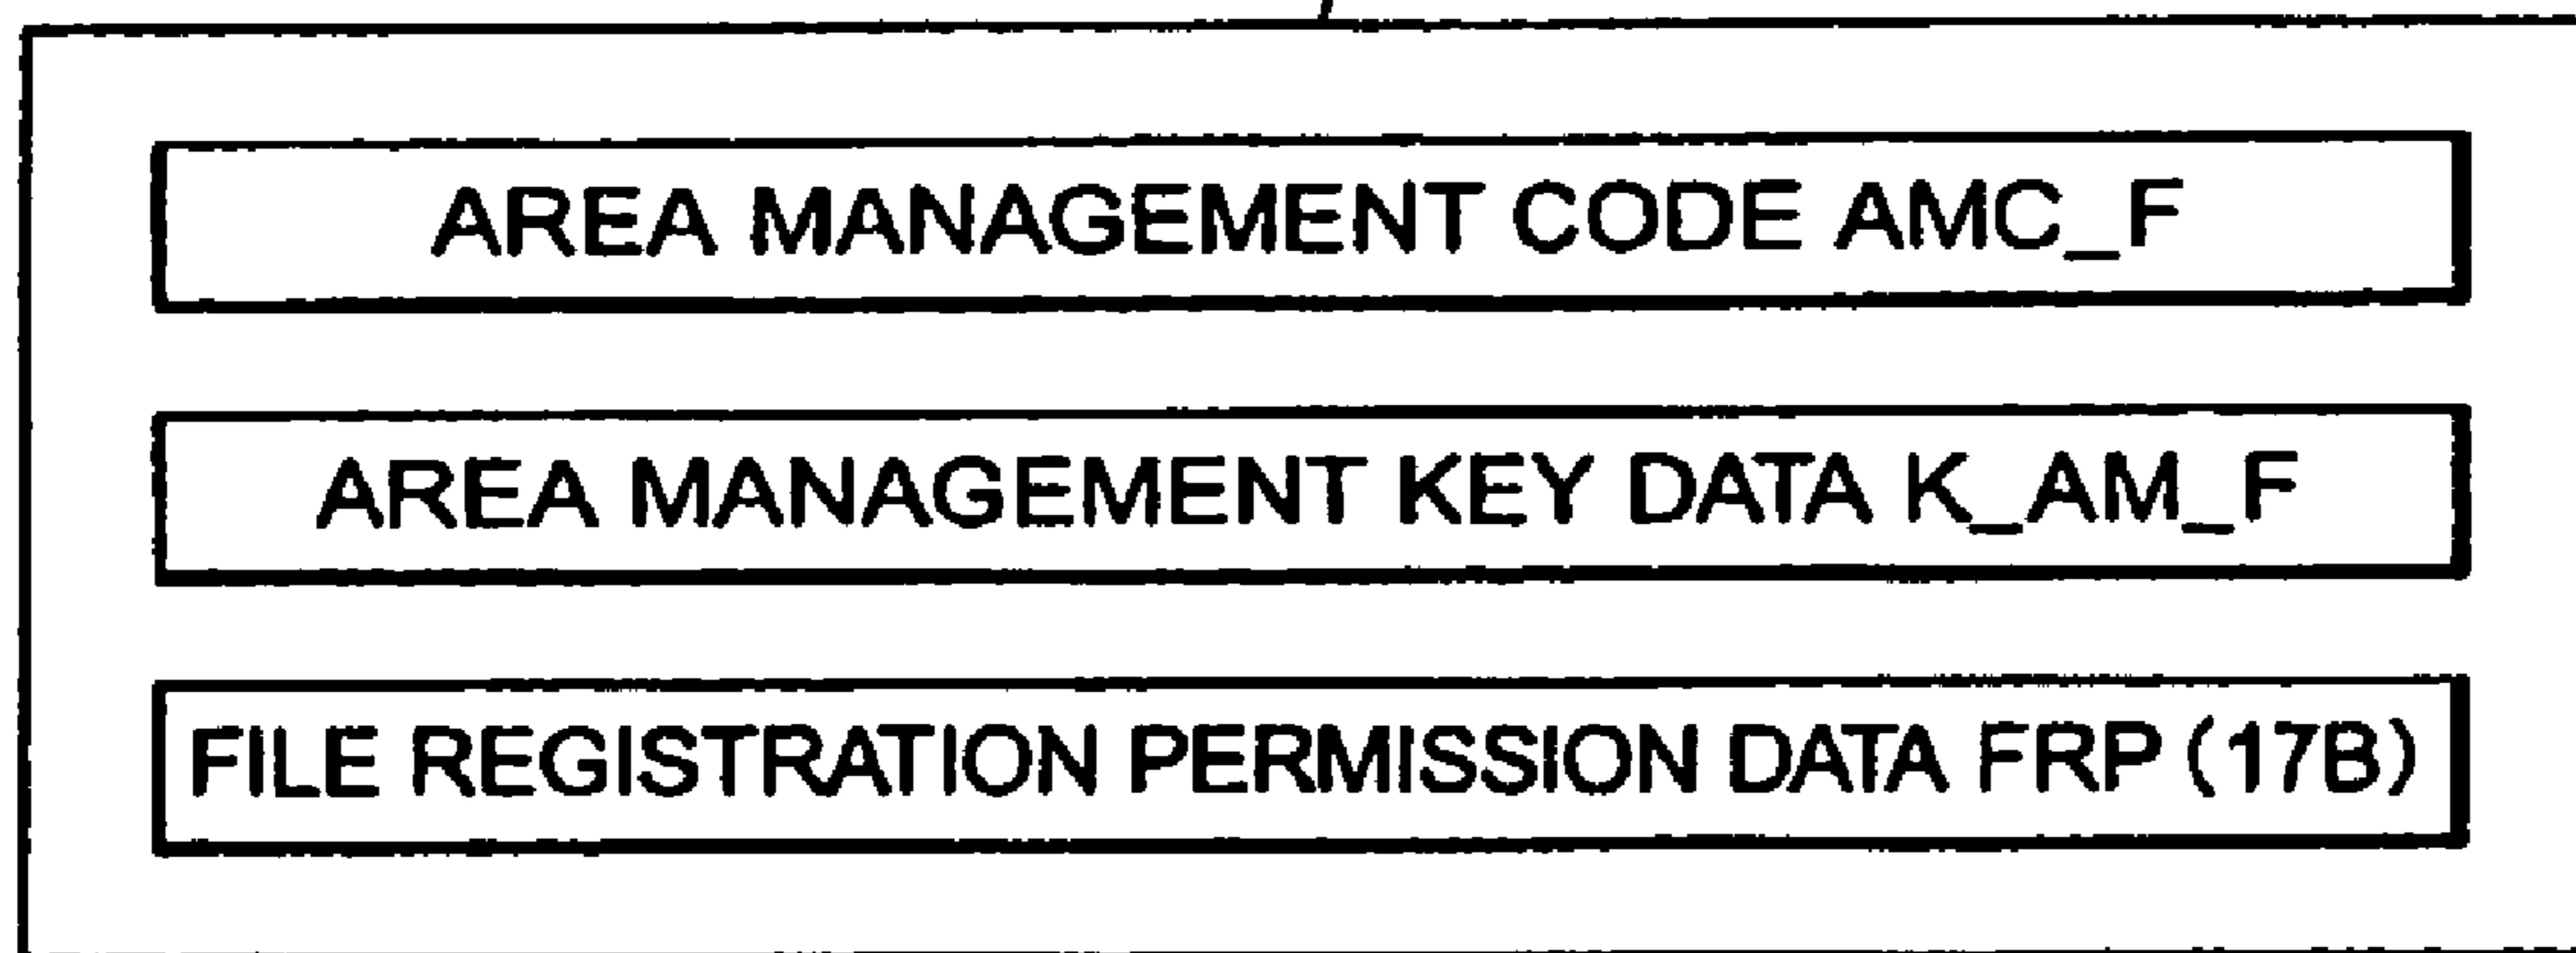 AREA MANAGEMENT CODE AMC_F
AREA MANAGEMENT KEY DATA K_AM_F
FILE REGISTRATION PERMISSION DATA FRP (17B)